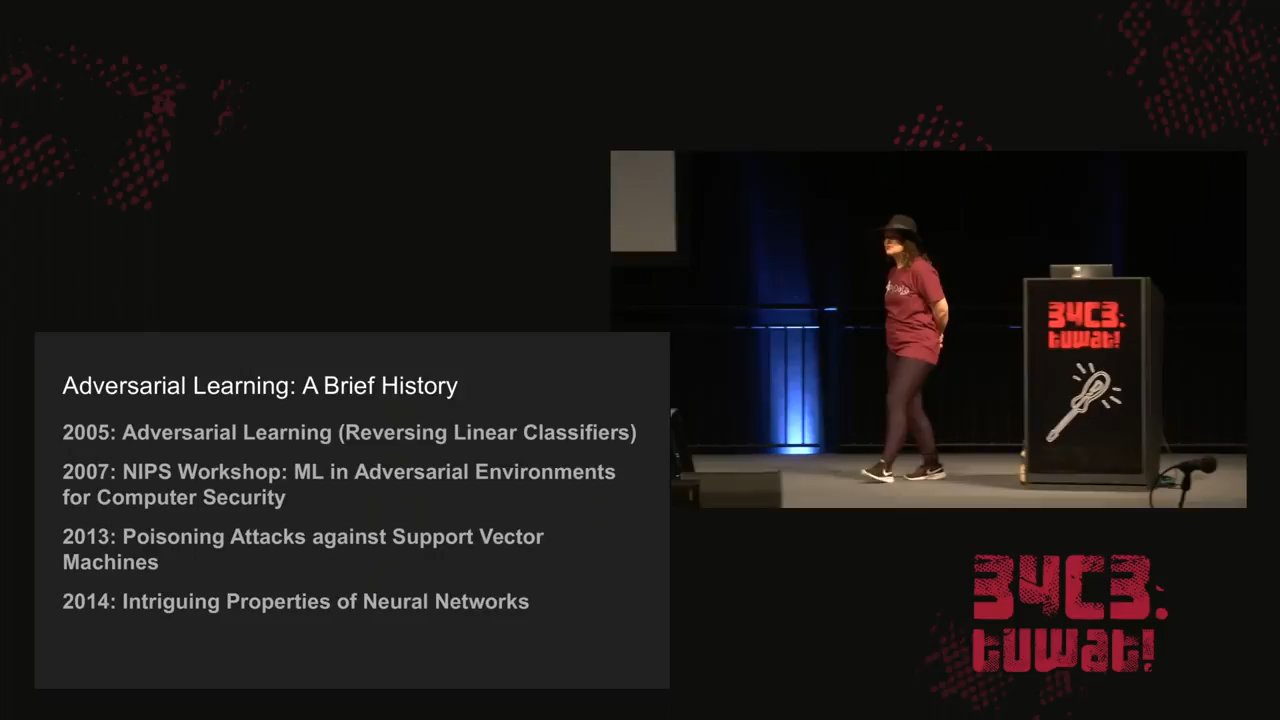 Adversarial Learning: A Brief History
2005: Adversarial Learning (Reversing Linear Classifiers)
2007: NIPS Workshop: ML in Adversarial Environments
for Computer Security
2013: Poisoning Attacks against Support Vector
Machines
2014: Intriguing Properties of Neural Networks
34C3:
tuwat!
34C3:
tuwat!